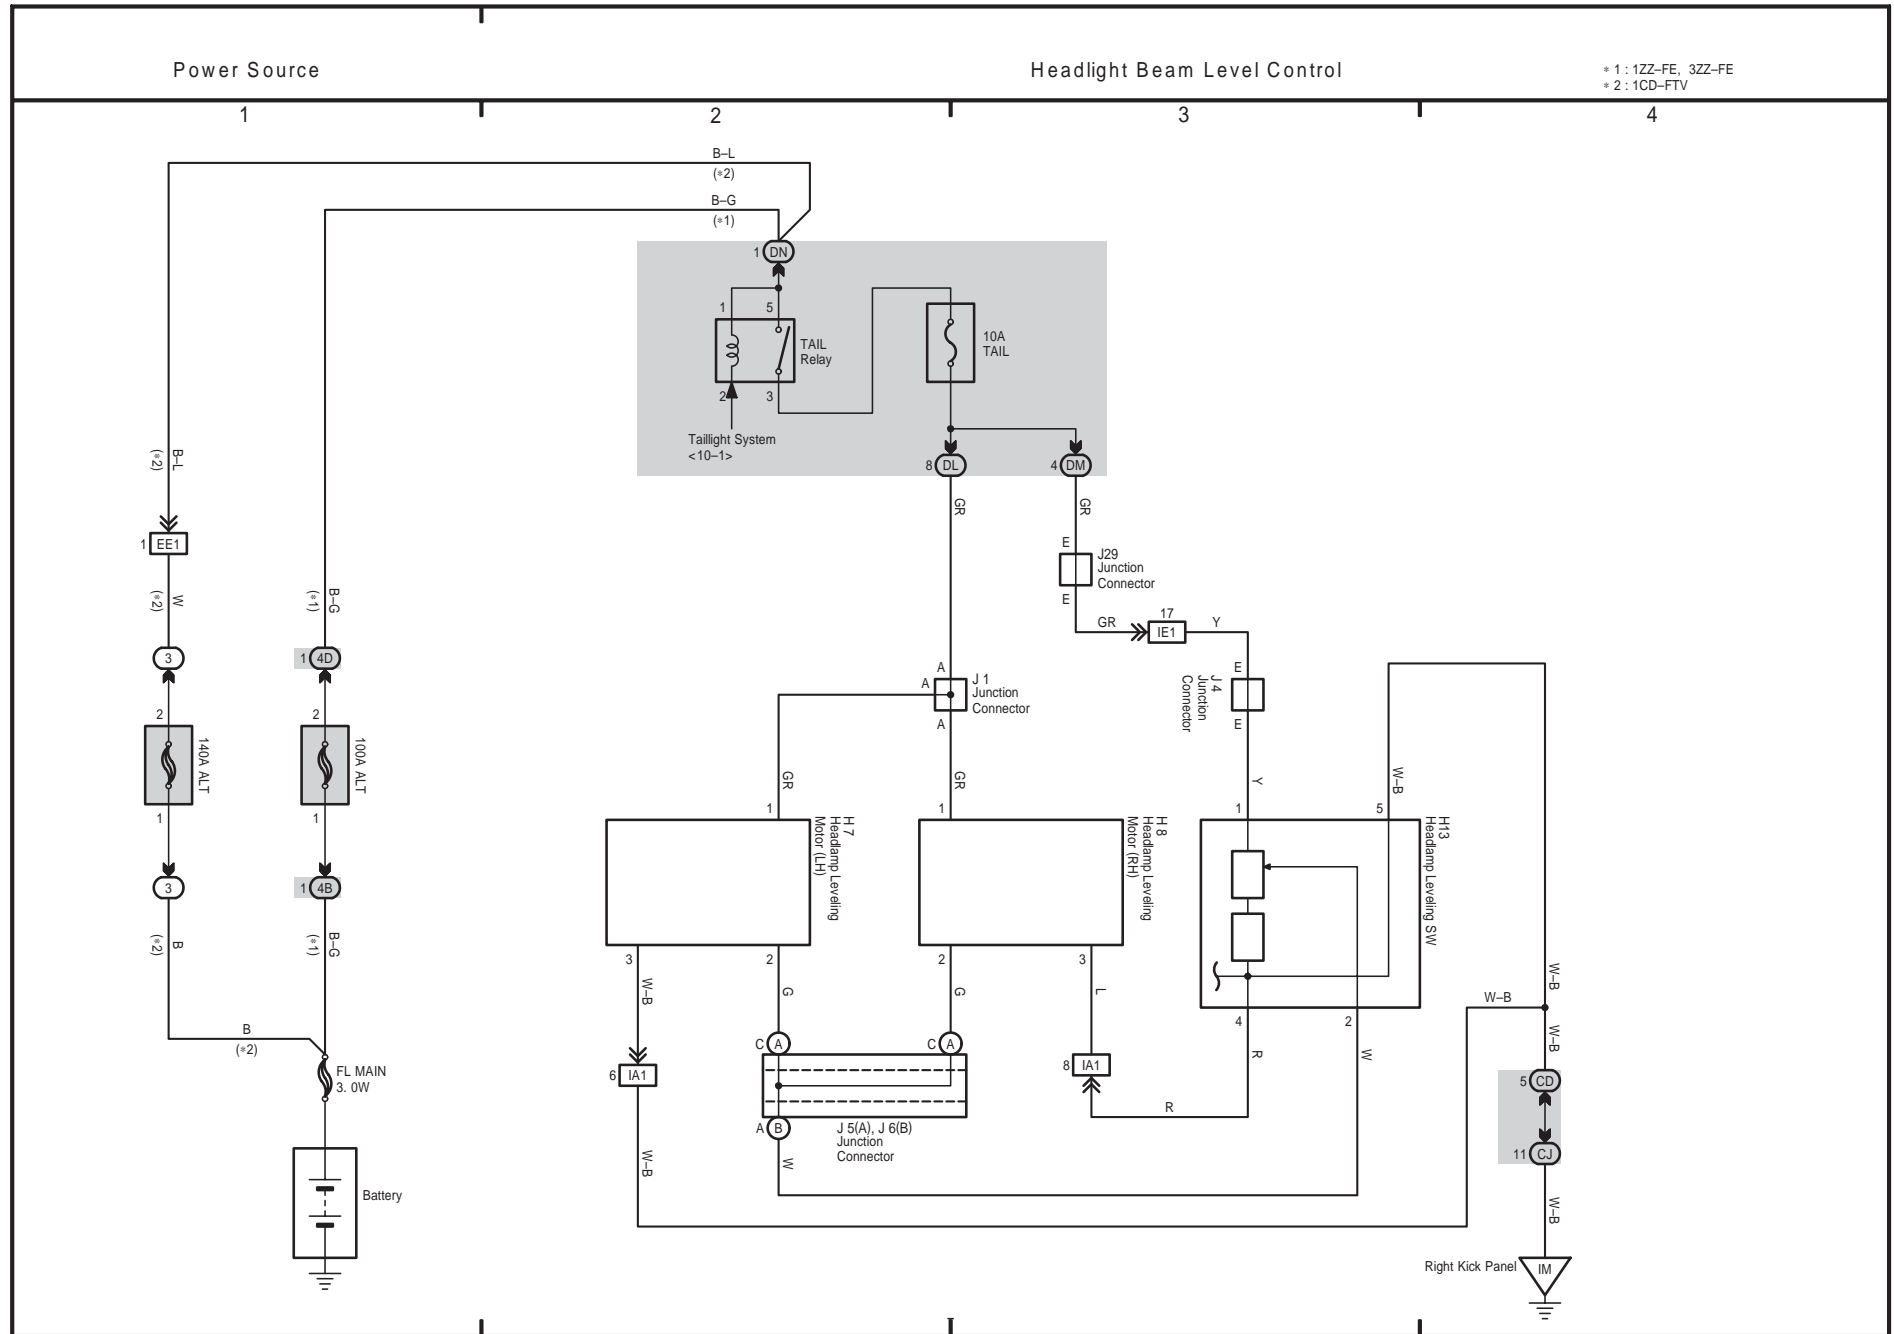 Power Source
Headlight Beam Level Control
* 1 : 1ZZ–FE, 3ZZ–FE
* 2 : 1CD–FTV
1
2
3
4
B–L
(*2)
B–G
(*1)
1 DN
1
5
TAIL
Relay
10A
TAIL
2
3
Taillight System
<10–1>
8 DL
4 DM
B–L
(*2)
GR
GR
1 EE1
E
J29
Junction
Connector
E
W
(*2)
B–G
(*1)
GR
17
IE1
Y
3
1 4D
A
A
J 1
Junction
Connector
A
E
J 4
Junction
Connector
E
2
2
140A ALT
100A ALT
1
1
GR
GR
Y
W–B
1
1
1
5
H 7
Headlamp Leveling
Motor (LH)
H 8
Headlamp Leveling
Motor (RH)
H13
Headlamp Leveling SW
3
1 4B
B
(*2)
B–G
(*1)
3
2
2
3
W–B
G
G
L
W–B
W–B
4
2
B
(*2)
C A
C A
R
W
W–B
FL MAIN
3. 0W
6 IA1
8 IA1
5 CD
R
A B
J 5(A), J 6(B)
Junction
Connector
11 CJ
W–B
W
Battery
W–B
Right Kick Panel
IM